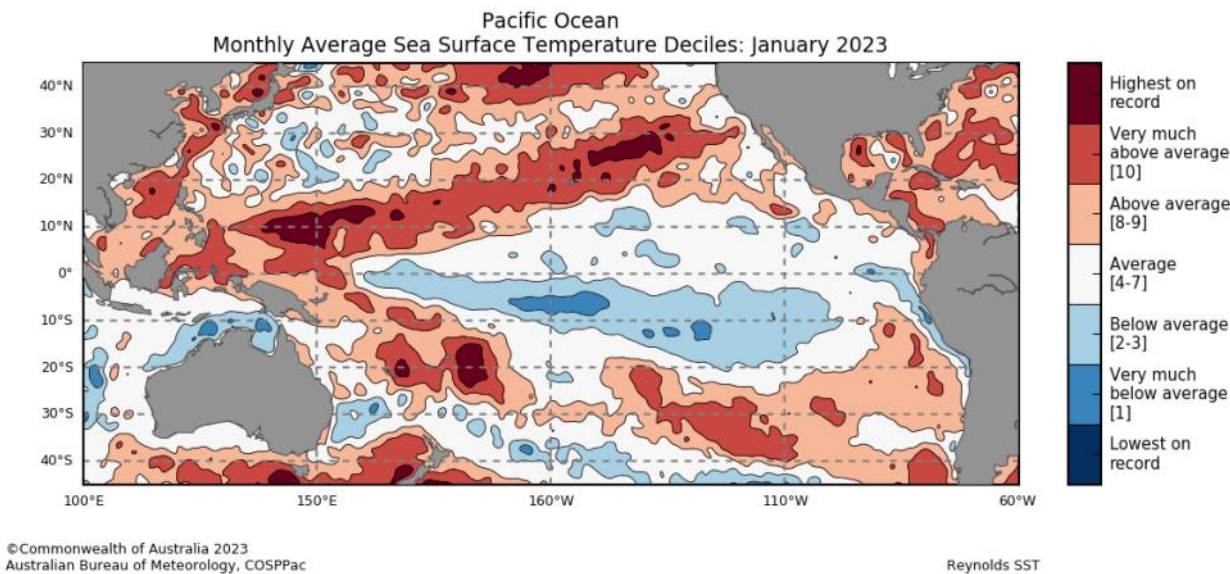 Pacific Ocean
Monthly Average Sea Surface Temperature Deciles: January 2023
40°N
30°N
20°N
10°N
0°
10°S
20°S
30°S
40°S
100°E
150°E
160°W
110°W
60°W
Highest on
record
Very much
above average
[10]
Above average
[8-9]
Average
[4-7]
Below average
[2-3]
Very much
below average
[1]
Lowest on
record
©Commonwealth of Australia 2023
Australian Bureau of Meteorology, COSPPac
Reynolds SST